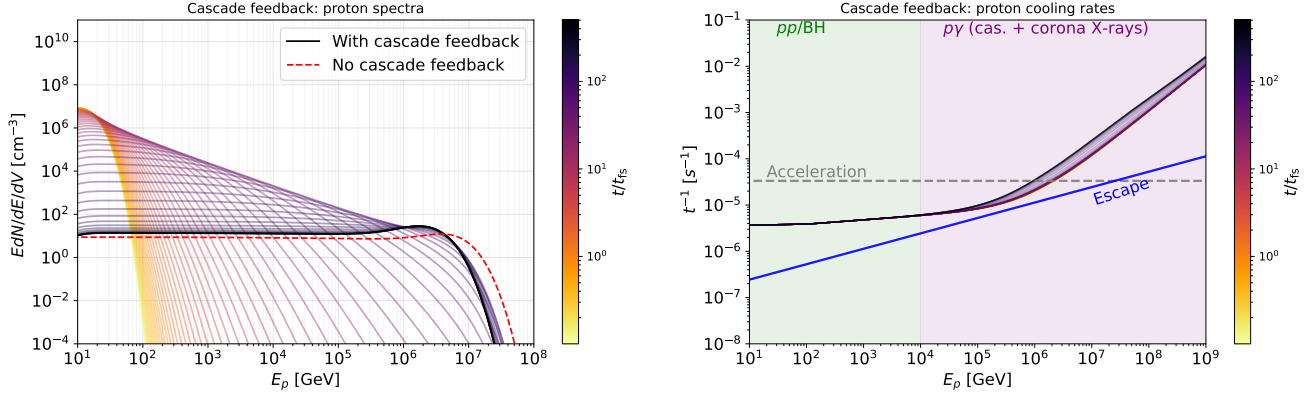 Cascade feedback: proton spectra
With cascade feedback
No cascade feedback
10^10
10^8
10^6
10^4
10^2
10^0
10^−2
10^−4
EdN/dE/dV [cm^−3]
10^1 10^2 10^3 10^4 10^5 10^6 10^7 10^8
E_p [GeV]
10^2
10^1
10^0
t/t_fs
Cascade feedback: proton cooling rates
pp/BH
pγ (cas. + corona X-rays)
Acceleration
Escape
10^−1
10^−2
10^−3
10^−4
10^−5
10^−6
10^−7
10^−8
t^−1 [s^−1]
10^1 10^2 10^3 10^4 10^5 10^6 10^7 10^8 10^9
E_p [GeV]
10^2
10^1
10^0
t/t_fs